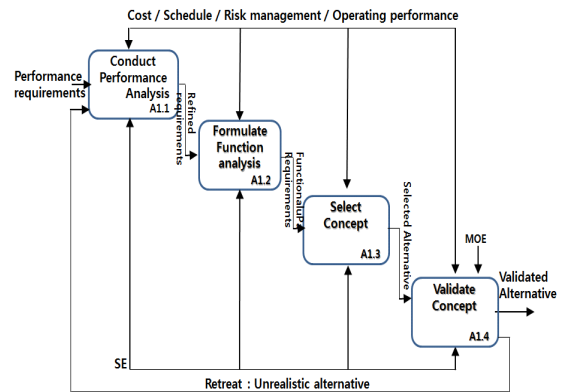 Cost / Schedule / Risk management / Operating performance
Conduct
Performance
Analysis
A1.1
Performance
requirements
Refined
requirements
Formulate
Function
analysis
A1.2
FunctionaluP
Requirements
Select
Concept
A1.3
Selected Alternative
MOE
Validate
Concept
A1.4
Validated
Alternative
SE
Retreat : Unrealistic alternative